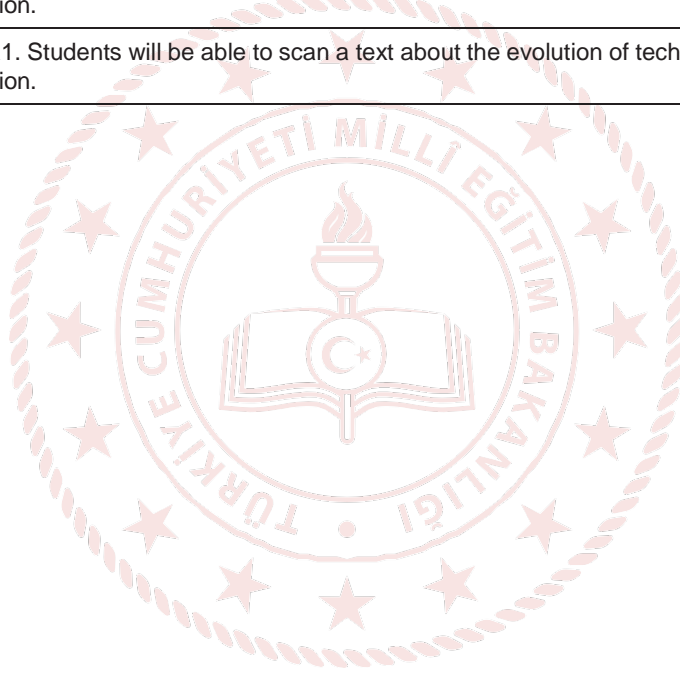 ion.
1. Students will be able to scan a text about the evolution of tech
ion.
TÜRKİYE CUMHURİYETİ MİLLÎ EĞİTİM BAKANLIĞI